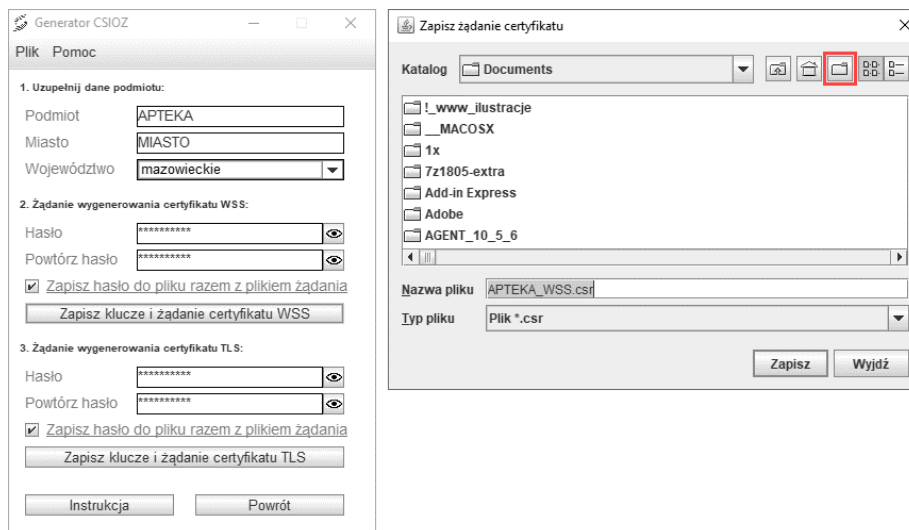 Generator CSIOZ
Plik Pomoc
1. Uzupełnij dane podmiotu:
Podmiot APTEKA
Miasto MIASTO
Województwo mazowieckie
2. Żądanie wygenerowania certyfikatu WSS:
Hasło **********
Powtórz hasło **********
Zapisz hasło do pliku razem z plikiem żądania
Zapisz klucze i żądanie certyfikatu WSS
3. Żądanie wygenerowania certyfikatu TLS:
Hasło **********
Powtórz hasło **********
Zapisz hasło do pliku razem z plikiem żądania
Zapisz klucze i żądanie certyfikatu TLS
Instrukcja Powrót
Zapisz żądanie certyfikatu
Katalog Documents
!_www_ilustracje
__MACOSX
1x
7z1805-extra
Add-in Express
Adobe
AGENT_10_5_6
Nazwa pliku APTEKA_WSS.csr
Typ pliku Plik *.csr
Zapisz Wyjdź